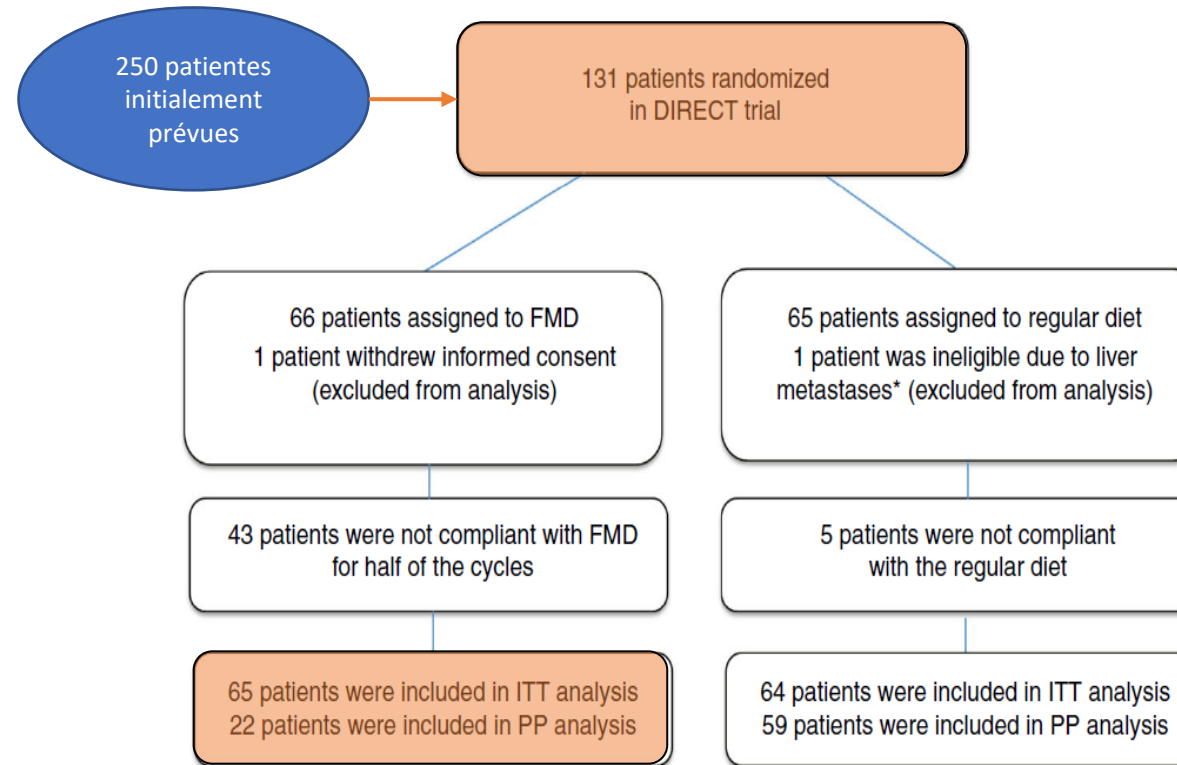 250 patientes
initialement
prévues
131 patients randomized
in DIRECT trial
66 patients assigned to FMD
1 patient withdrew informed consent
(excluded from analysis)
65 patients assigned to regular diet
1 patient was ineligible due to liver
metastases* (excluded from analysis)
43 patients were not compliant with FMD
for half of the cycles
5 patients were not compliant
with the regular diet
65 patients were included in ITT analysis
22 patients were included in PP analysis
64 patients were included in ITT analysis
59 patients were included in PP analysis